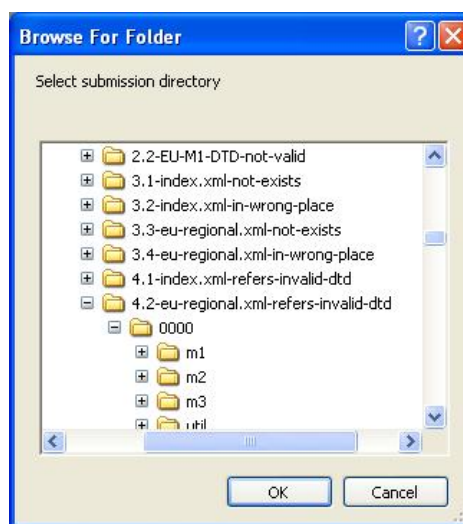 Browse For Folder
Select submission directory
2.2-EU-M1-DTD-not-valid
3.1-index.xml-not-exists
3.2-index.xml-in-wrong-place
3.3-eu-regional.xml-not-exists
3.4-eu-regional.xml-in-wrong-place
4.1-index.xml-refers-invalid-dtd
4.2-eu-regional.xml-refers-invalid-dtd
0000
m1
m2
m3
util
OK Cancel